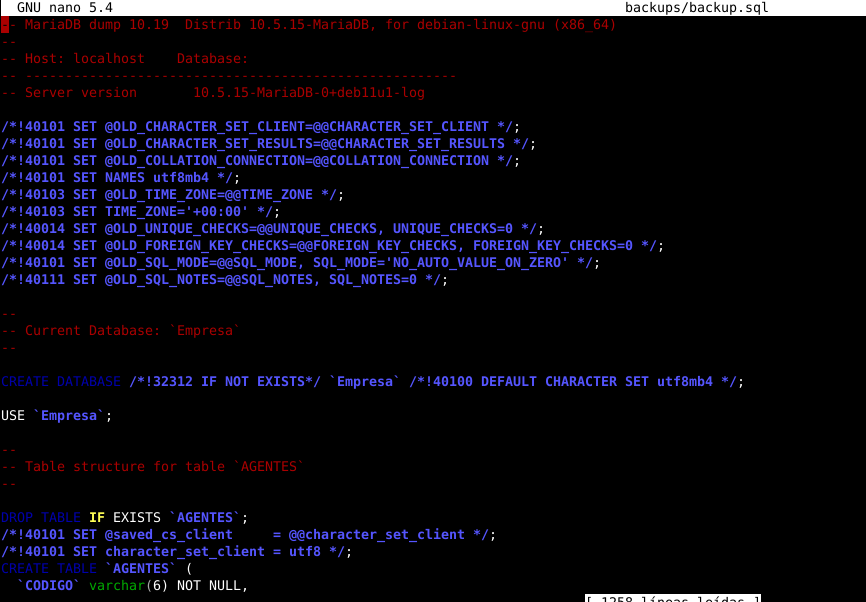 GNU nano 5.4 backups/backup.sql
-- MariaDB dump 10.19  Distrib 10.5.15-MariaDB, for debian-linux-gnu (x86_64)
--
-- Host: localhost    Database:
-- ------------------------------------------------------
-- Server version       10.5.15-MariaDB-0+deb11u1-log
/*!40101 SET @OLD_CHARACTER_SET_CLIENT=@@CHARACTER_SET_CLIENT */;
/*!40101 SET @OLD_CHARACTER_SET_RESULTS=@@CHARACTER_SET_RESULTS */;
/*!40101 SET @OLD_COLLATION_CONNECTION=@@COLLATION_CONNECTION */;
/*!40101 SET NAMES utf8mb4 */;
/*!40103 SET @OLD_TIME_ZONE=@@TIME_ZONE */;
/*!40103 SET TIME_ZONE='+00:00' */;
/*!40014 SET @OLD_UNIQUE_CHECKS=@@UNIQUE_CHECKS, UNIQUE_CHECKS=0 */;
/*!40014 SET @OLD_FOREIGN_KEY_CHECKS=@@FOREIGN_KEY_CHECKS, FOREIGN_KEY_CHECKS=0 */;
/*!40101 SET @OLD_SQL_MODE=@@SQL_MODE, SQL_MODE='NO_AUTO_VALUE_ON_ZERO' */;
/*!40111 SET @OLD_SQL_NOTES=@@SQL_NOTES, SQL_NOTES=0 */;
--
-- Current Database: `Empresa`
--
CREATE DATABASE /*!32312 IF NOT EXISTS*/ `Empresa` /*!40100 DEFAULT CHARACTER SET utf8mb4 */;
USE `Empresa`;
--
-- Table structure for table `AGENTES`
--
DROP TABLE IF EXISTS `AGENTES`;
/*!40101 SET @saved_cs_client     = @@character_set_client */;
/*!40101 SET character_set_client = utf8 */;
CREATE TABLE `AGENTES` (
  `CODIGO` varchar(6) NOT NULL,
[ 1258 líneas leídas ]